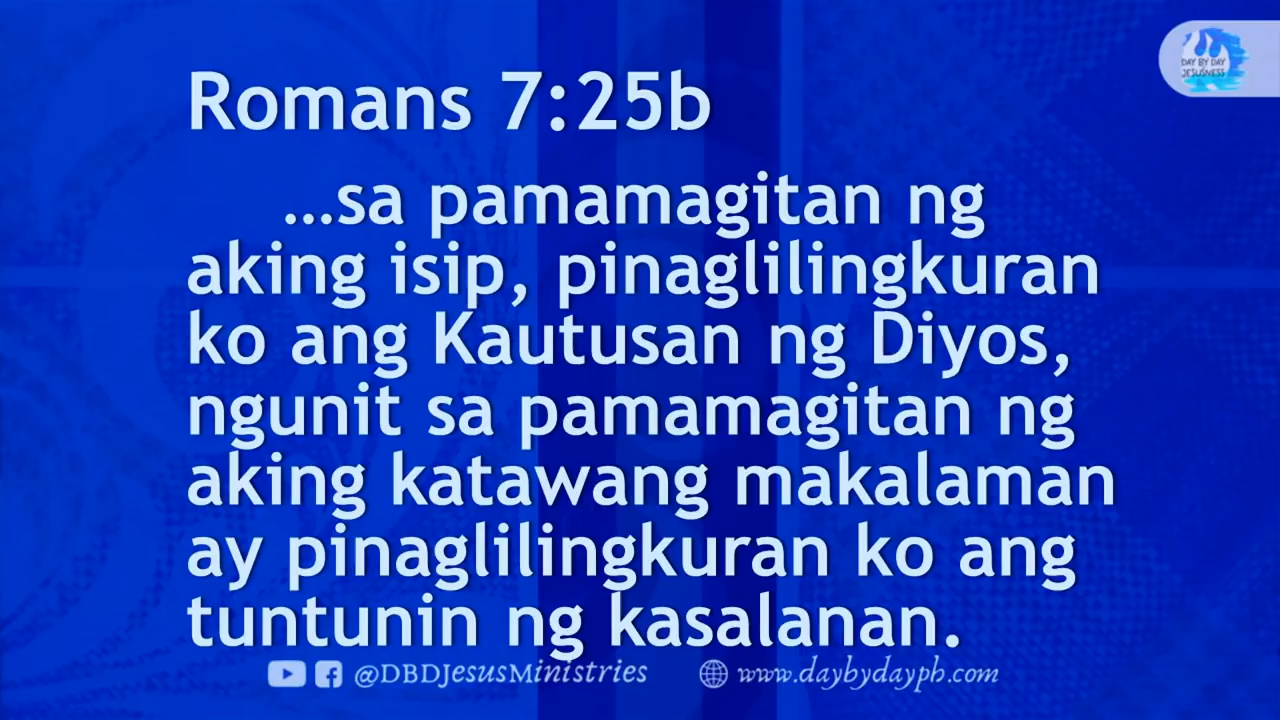 DAY BY DAY
JESUSNESS
Romans 7:25b
...sa pamamagitan ng
aking isip, pinaglilingkuran
ko ang Kautusan ng Diyos,
ngunit sa pamamagitan ng
aking katawang makalaman
ay pinaglilingkuran ko ang
tuntunin ng kasalanan.
@DBDJesusMinistries www.daybydayph.com